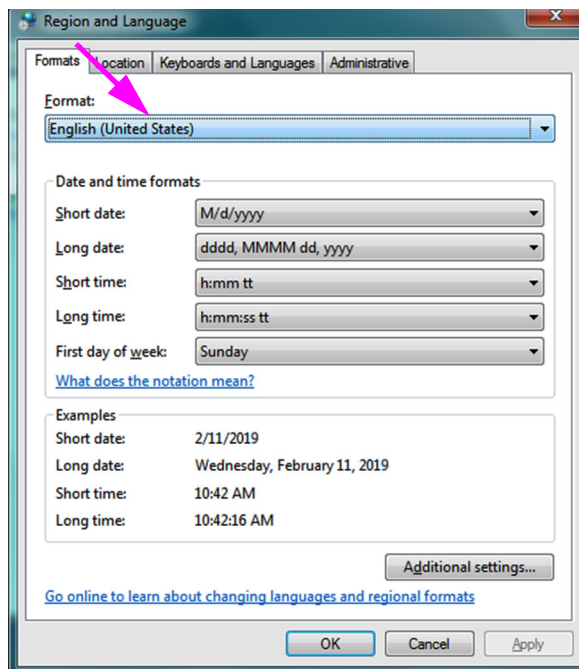 Region and Language
Formats Location Keyboards and Languages Administrative
Format:
English (United States)
Date and time formats
Short date: M/d/yyyy
Long date: dddd, MMMM dd, yyyy
Short time: h:mm tt
Long time: h:mm:ss tt
First day of week: Sunday
What does the notation mean?
Examples
Short date: 2/11/2019
Long date: Wednesday, February 11, 2019
Short time: 10:42 AM
Long time: 10:42:16 AM
Additional settings...
Go online to learn about changing languages and regional formats
OK Cancel Apply